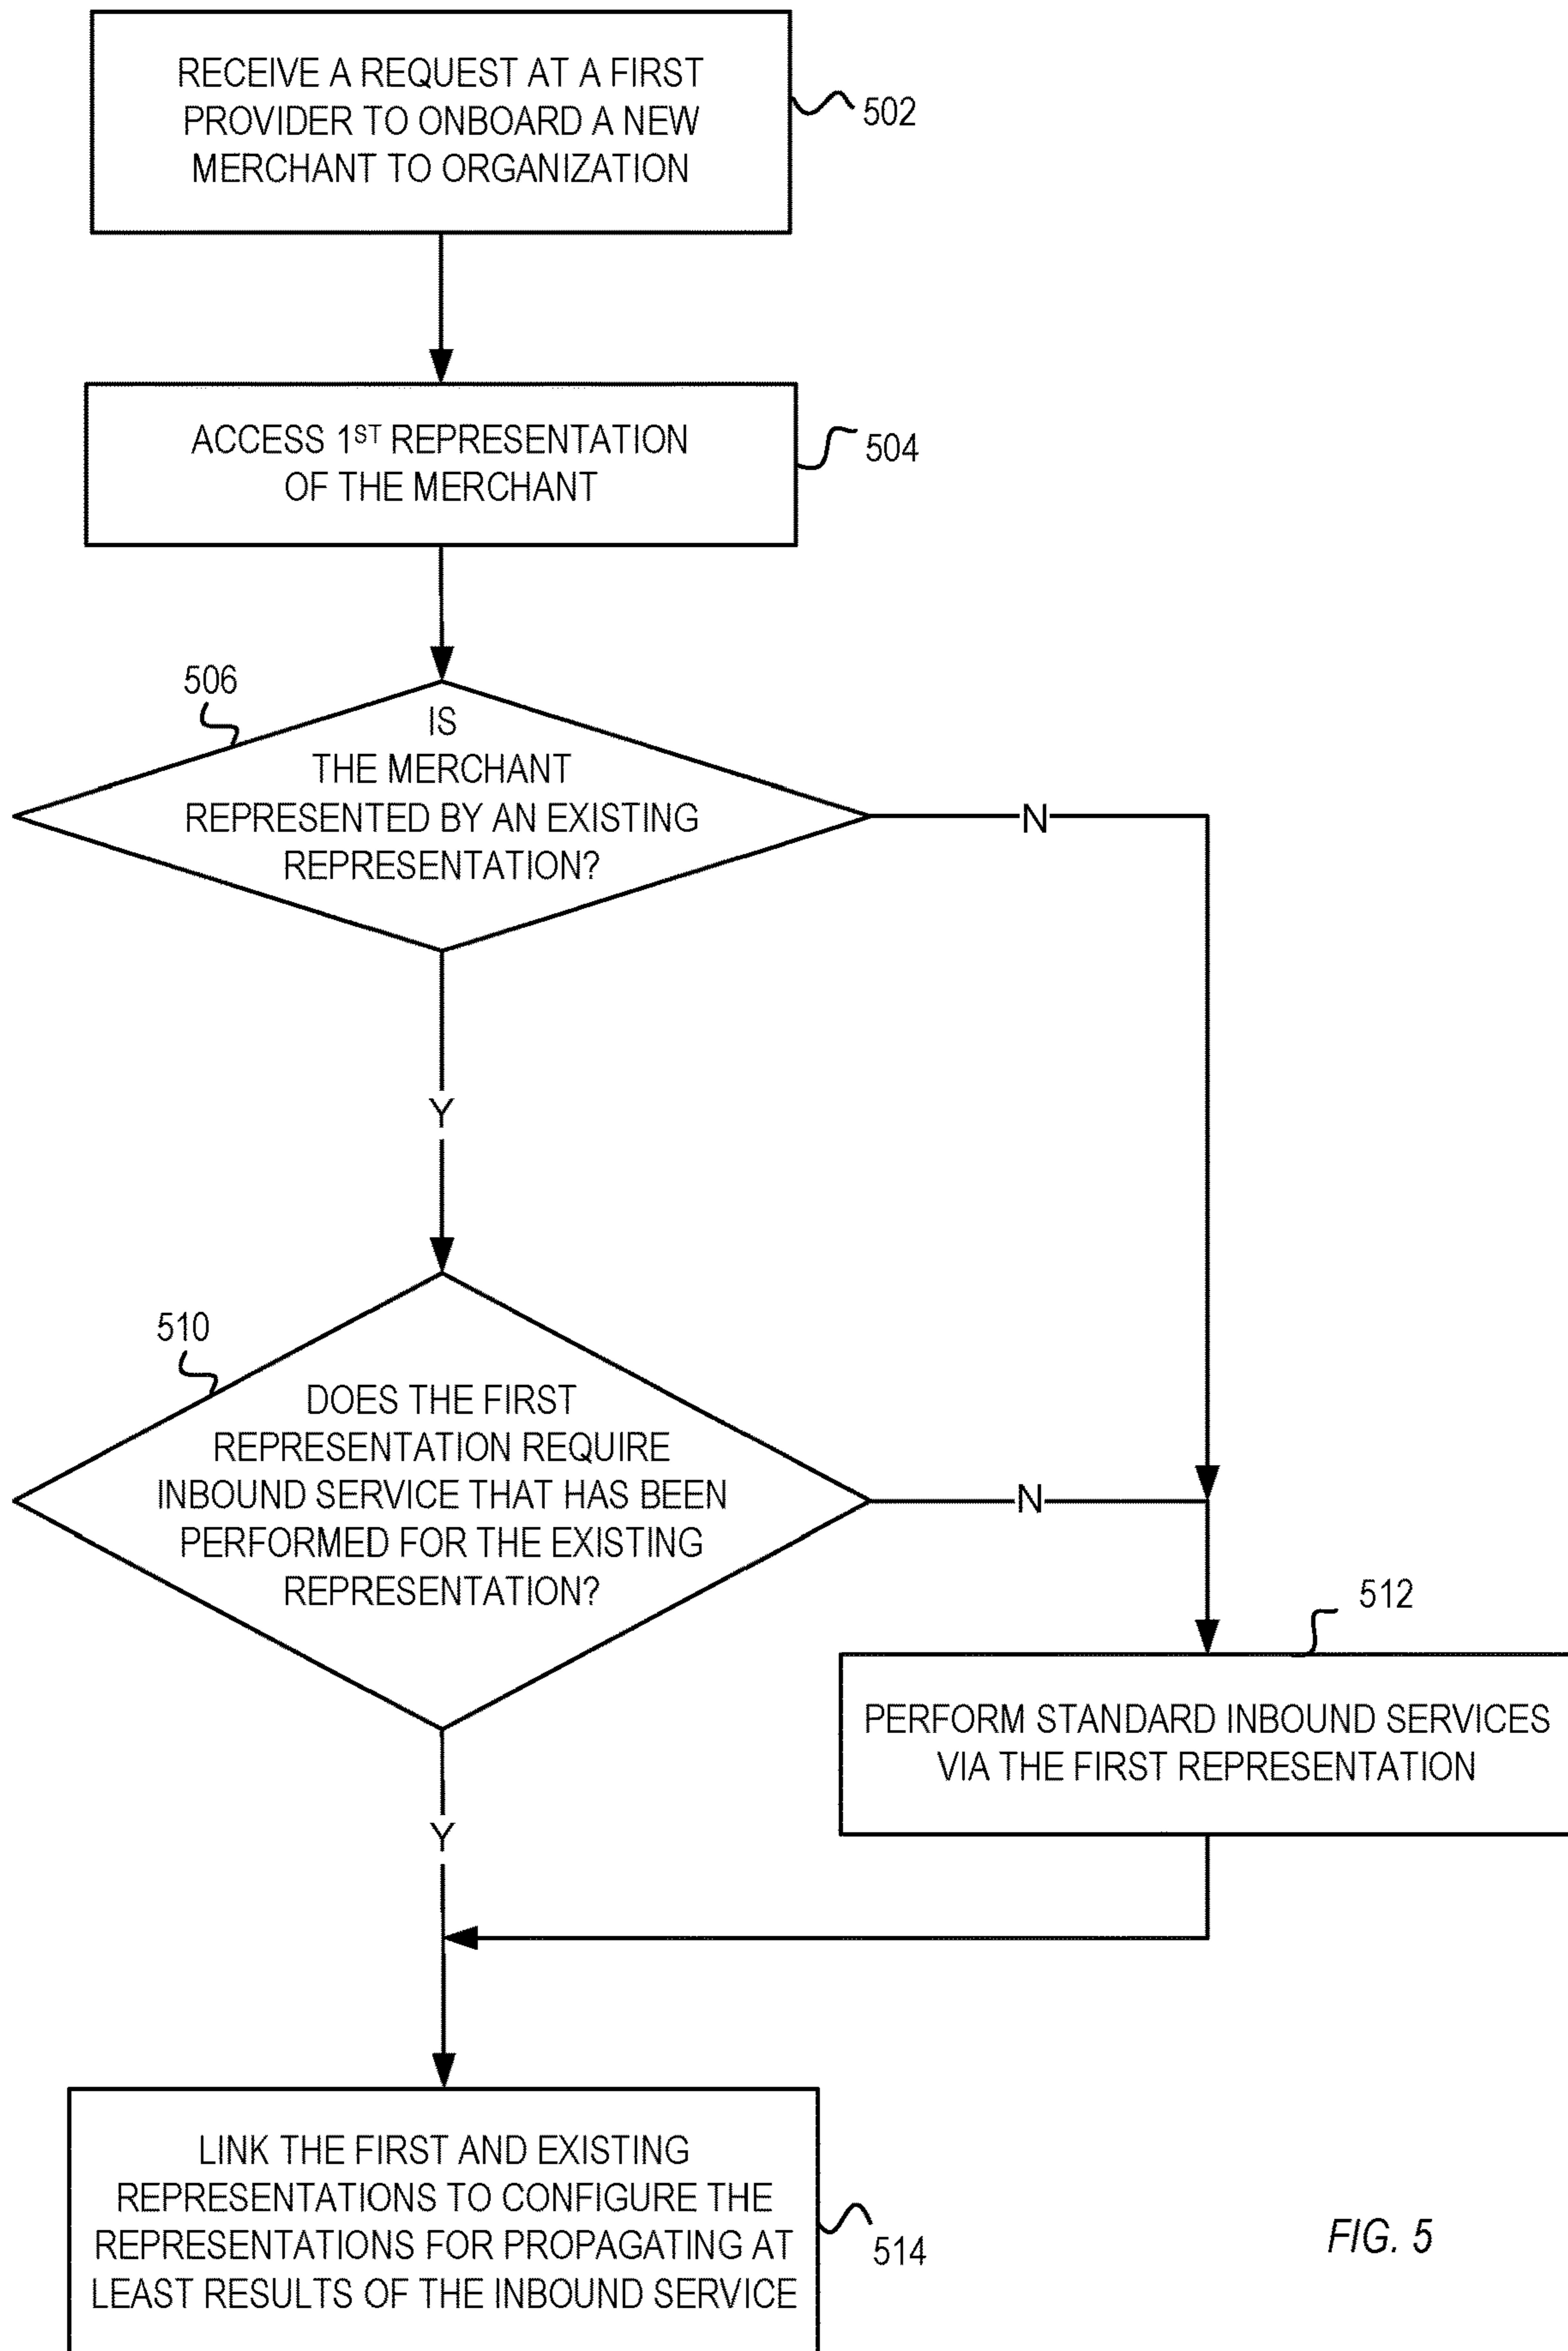 RECEIVE A REQUEST AT A FIRST
PROVIDER TO ONBOARD A NEW
MERCHANT TO ORGANIZATION
502
ACCESS 1ST REPRESENTATION
OF THE MERCHANT
504
506
IS
THE MERCHANT
REPRESENTED BY AN EXISTING
REPRESENTATION?
N
Y
510
DOES THE FIRST
REPRESENTATION REQUIRE
INBOUND SERVICE THAT HAS BEEN
PERFORMED FOR THE EXISTING
REPRESENTATION?
N
512
PERFORM STANDARD INBOUND SERVICES
VIA THE FIRST REPRESENTATION
Y
LINK THE FIRST AND EXISTING
REPRESENTATIONS TO CONFIGURE THE
REPRESENTATIONS FOR PROPAGATING AT
LEAST RESULTS OF THE INBOUND SERVICE
514
FIG. 5